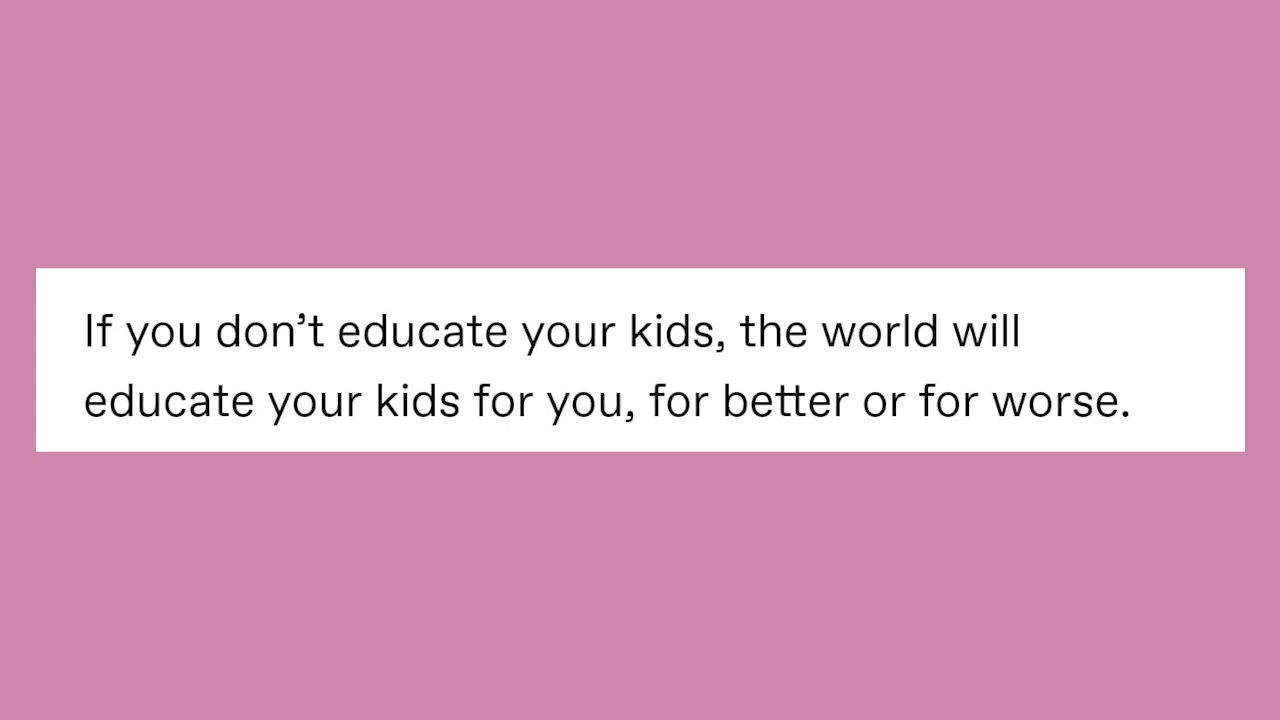 If you don’t educate your kids, the world will
educate your kids for you, for better or for worse.